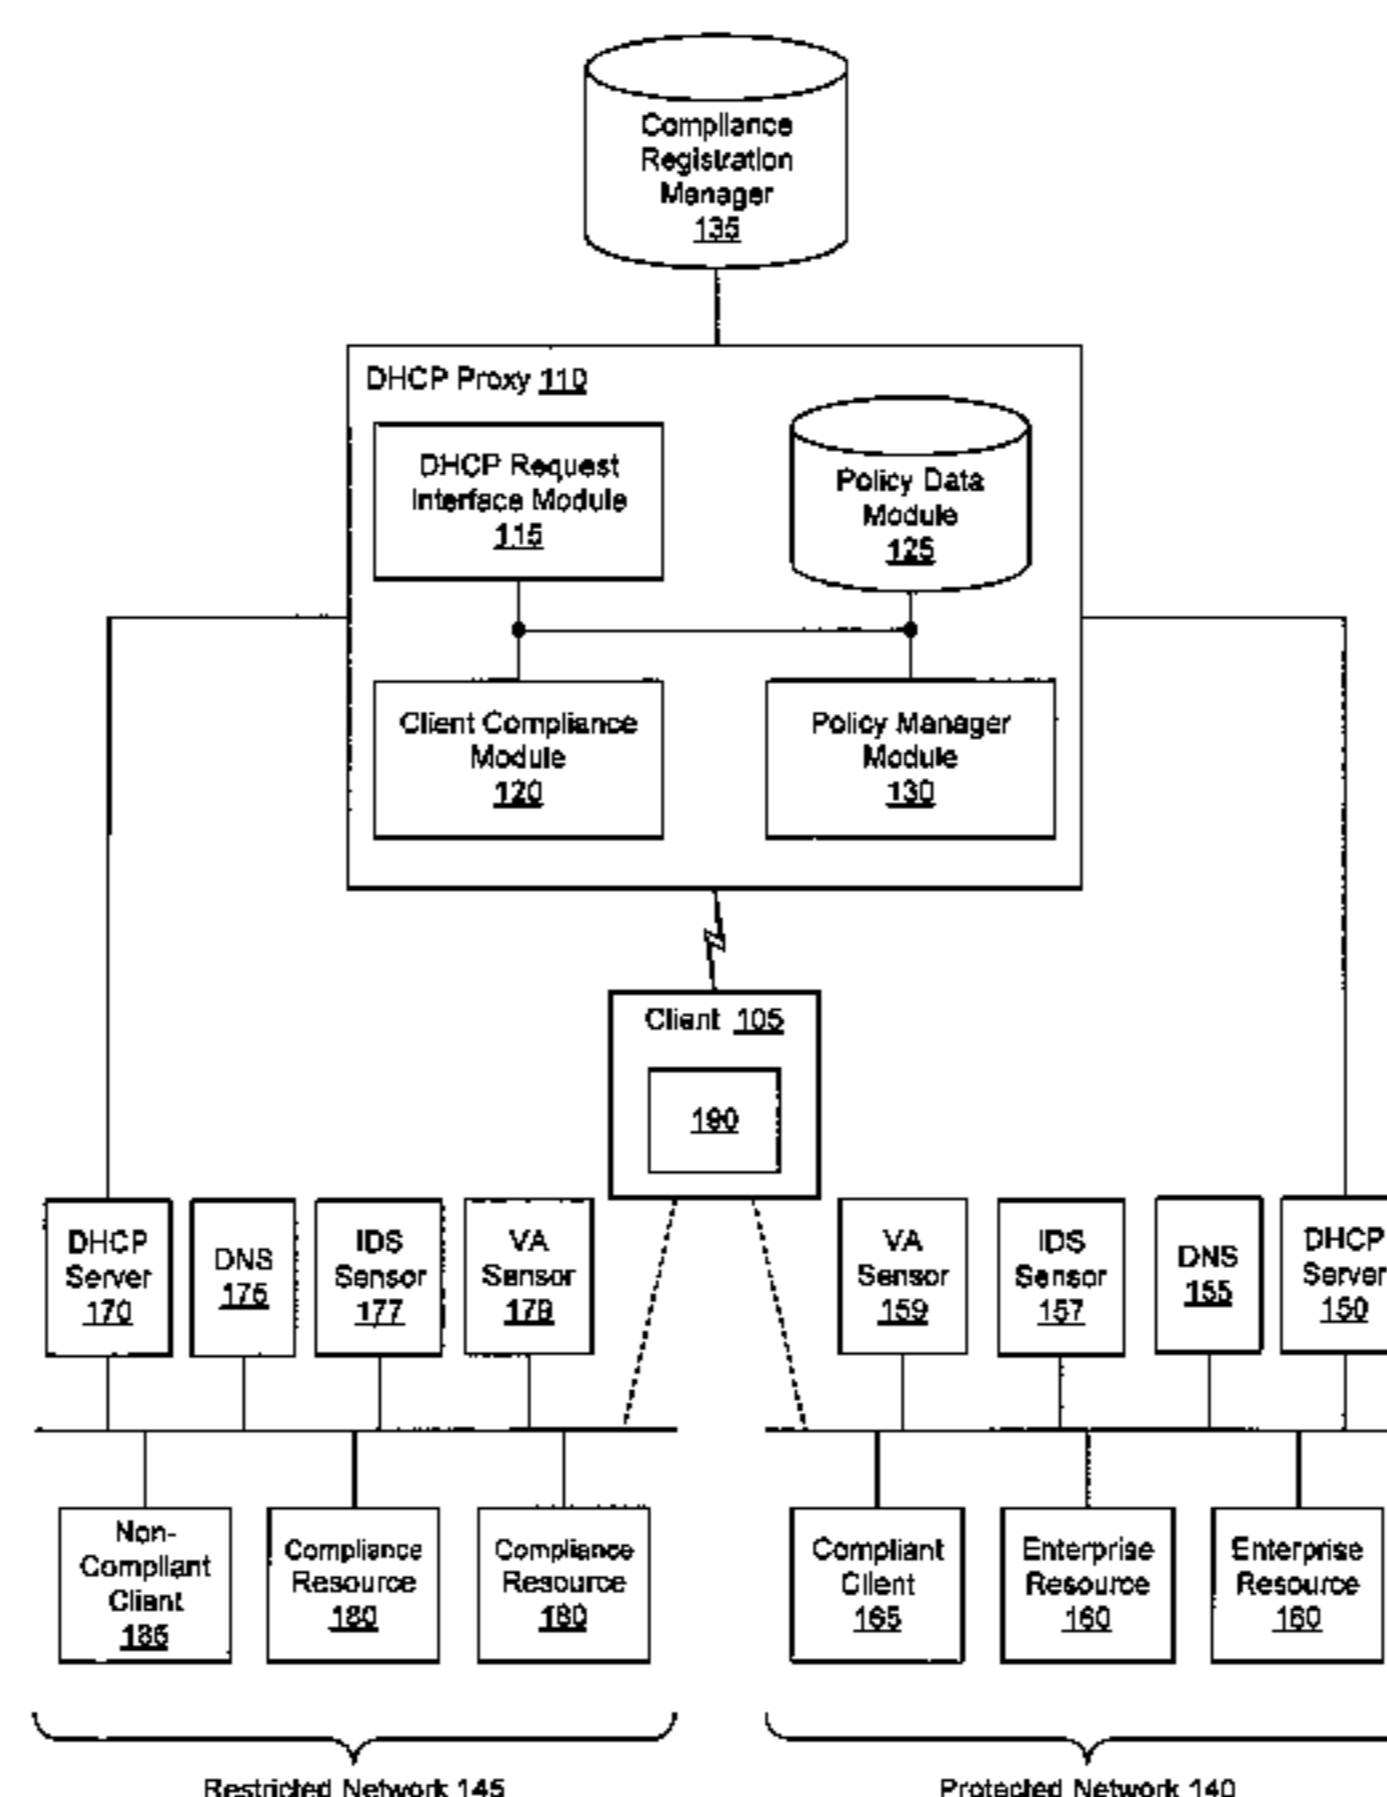 Compliance
Registration
Manager
135
DHCP Proxy 110
DHCP Request
Interface Module
115
Policy Data
Module
125
Client Compliance
Module
120
Policy Manager
Module
130
Client 105
190
DHCP
Server
170
DNS
175
IDS
Sensor
177
VA
Sensor
179
VA
Sensor
159
IDS
Sensor
157
DNS
155
DHCP
Server
150
Non-
Compliant
Client
185
Compliance
Resource
180
Compliance
Resource
180
Compliant
Client
165
Enterprise
Resource
160
Enterprise
Resource
160
Restricted Network 145
Protected Network 140